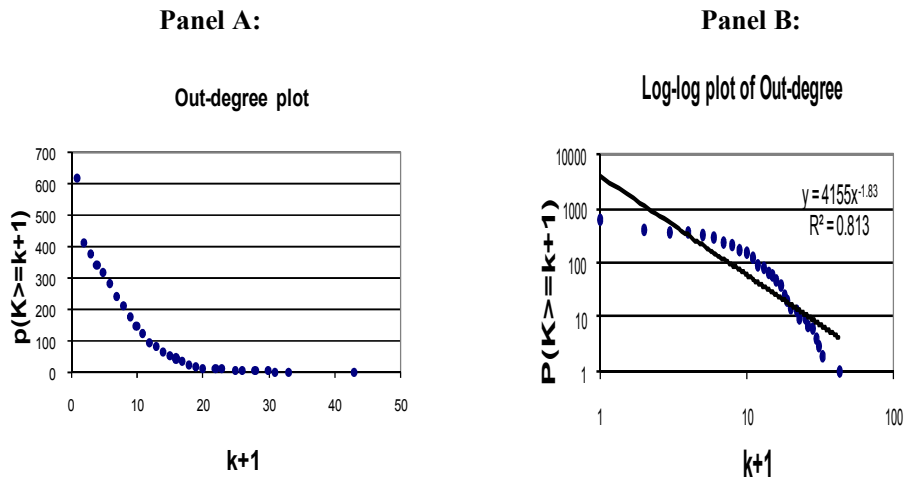 Panel A:
Out-degree plot
700
600
500
400
300
200
100
0
p(K>=k+1)
0 10 20 30 40 50
k+1
Panel B:
Log-log plot of Out-degree
10000
1000
100
10
1
P(K>=k+1)
y = 4155x^-1.83
R² = 0.813
1 10 100
k+1